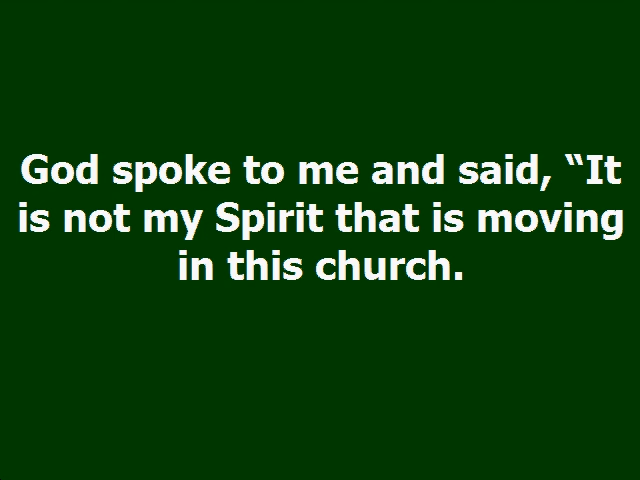 God spoke to me and said, “It
is not my Spirit that is moving
in this church.